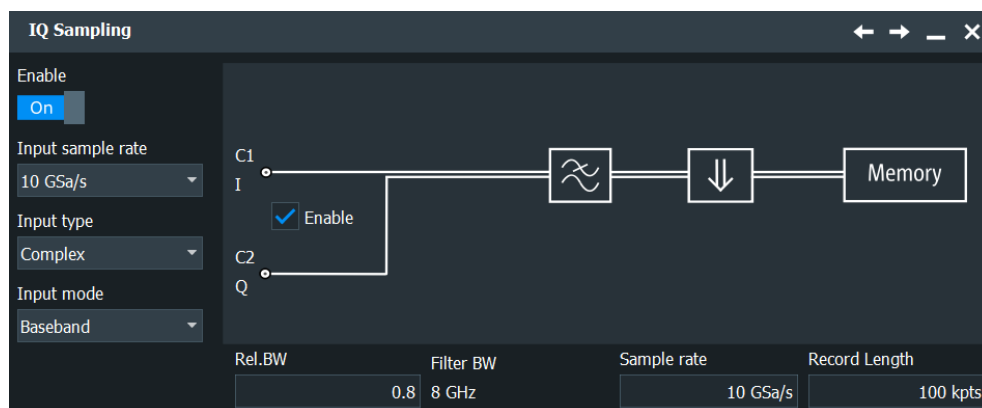 IQ Sampling
Enable
On
Input sample rate
10 GSa/s
Input type
Complex
Input mode
Baseband
C1
I
Enable
C2
Q
Memory
Rel.BW
0.8
Filter BW
8 GHz
Sample rate
10 GSa/s
Record Length
100 kpts